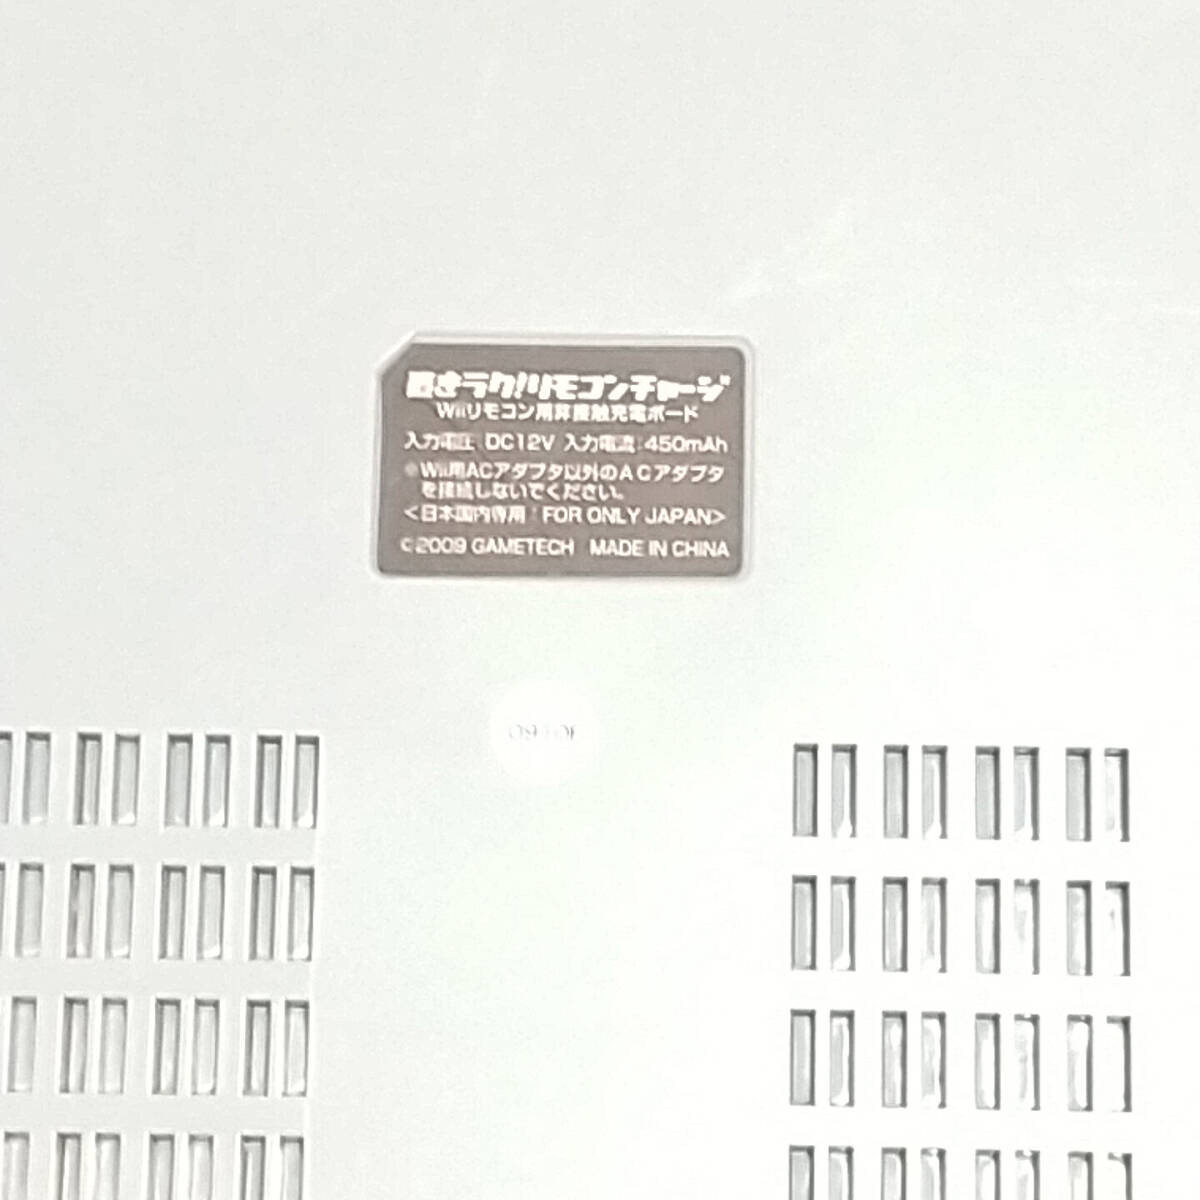 置きラク!リモコンチャージ
Wiiリモコン用非接触充電ボード
入力電圧:DC12V 入力電流:450mAh
※Wii用ACアダプタ以外のACアダプタ
を接続しないでください。
<日本国内専用:FOR ONLY JAPAN>
©2009 GAMETECH MADE IN CHINA